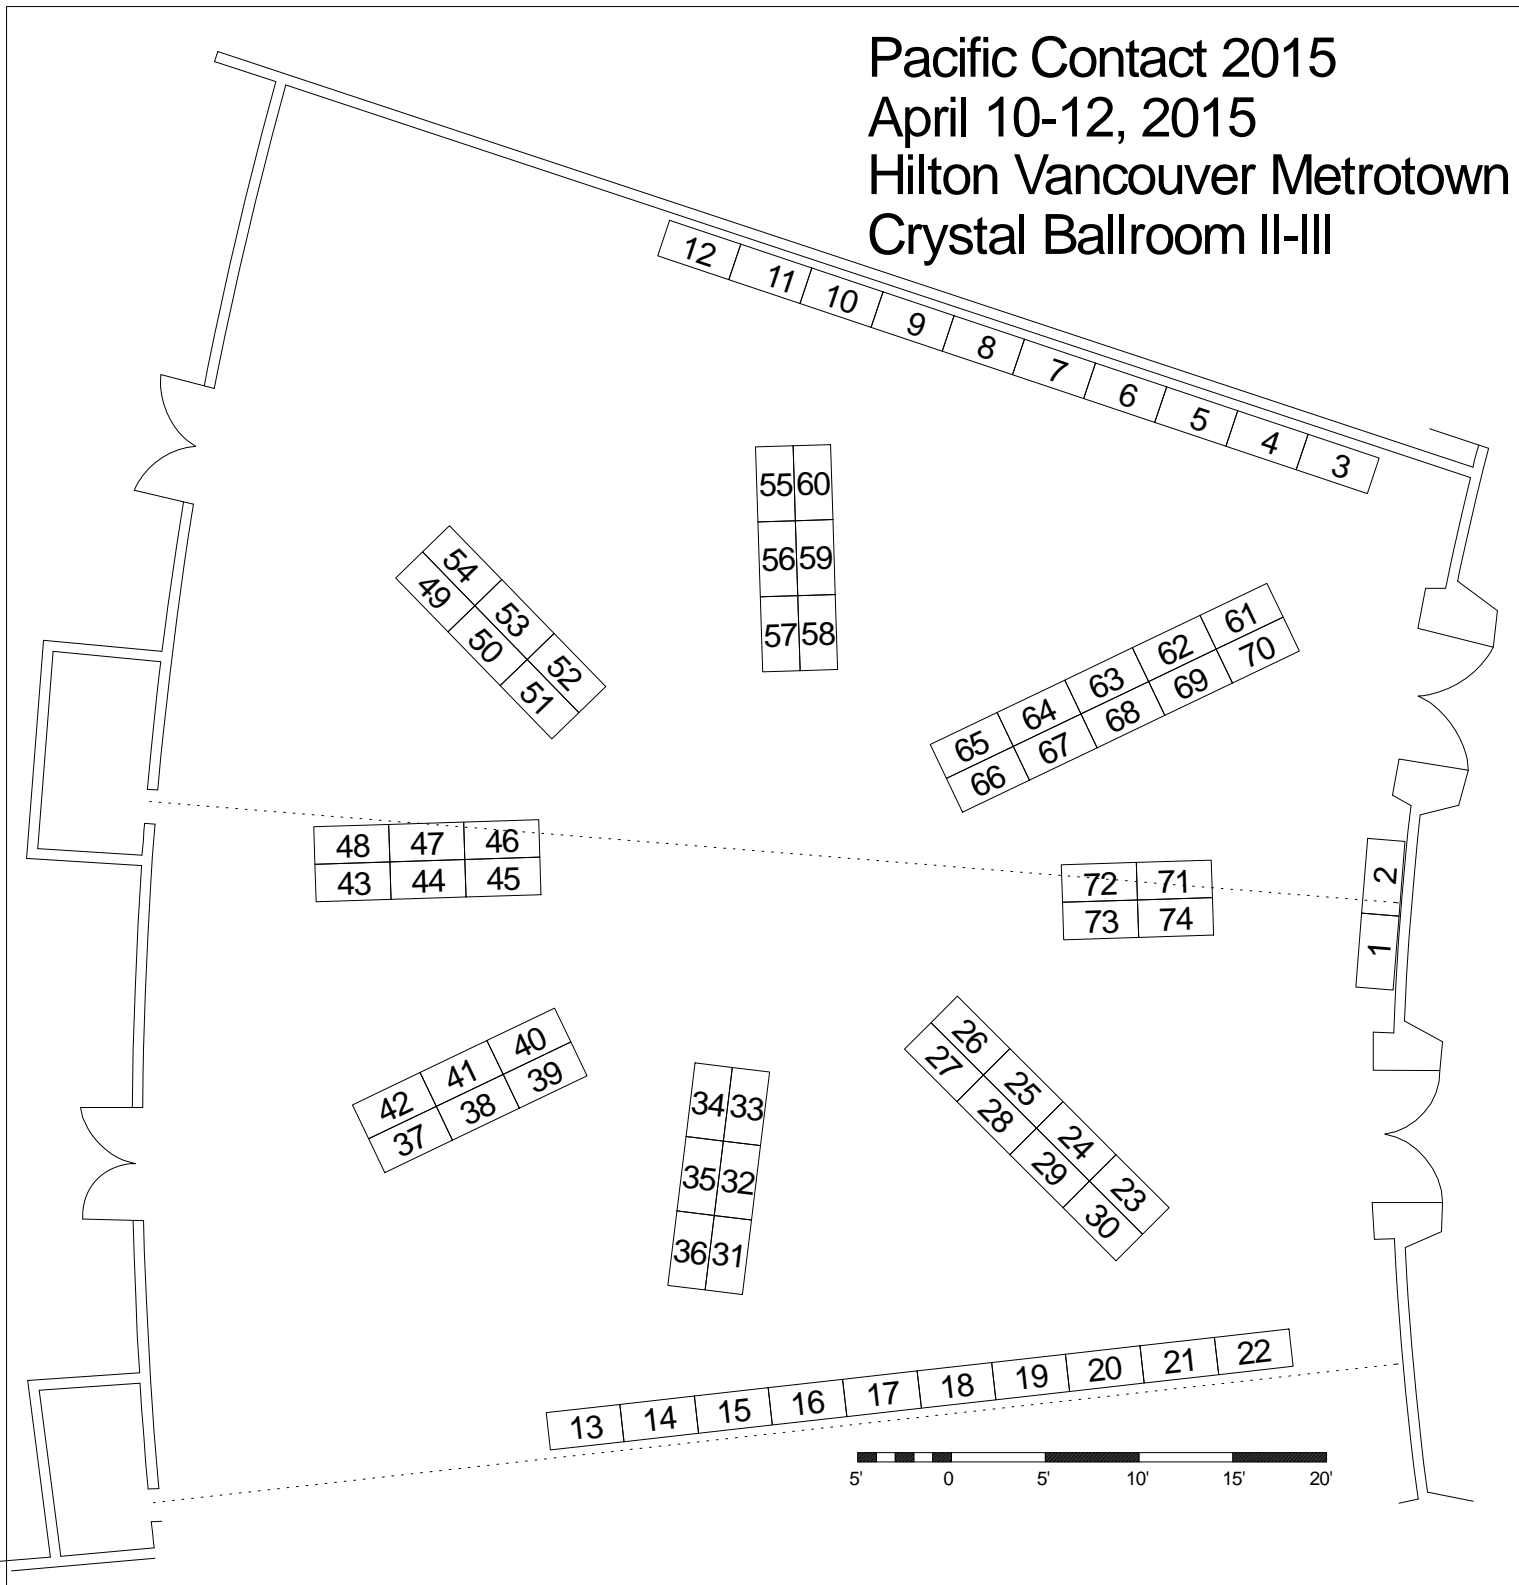 Pacific Contact 2015
April 10-12, 2015
Hilton Vancouver Metrotown
Crystal Ballroom II-III
12 11 10 9 8 7 6 5 4 3
55 60
56 59
57 58
54 53 52
49 50 51
65 64 63 62 61
66 67 68 69 70
48 47 46
43 44 45
72 71
73 74
2
1
42 41 40
37 38 39
34 33
35 32
36 31
26 25 24 23
27 28 29 30
13 14 15 16 17 18 19 20 21 22
5' 0 5' 10' 15' 20'